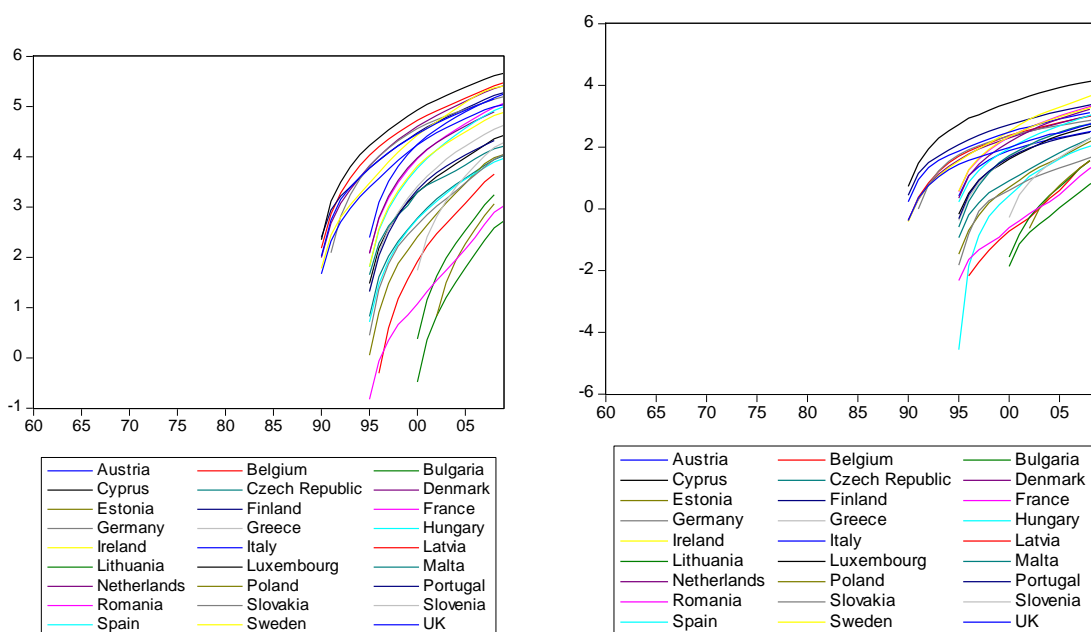 6
5
4
3
2
1
0
-1
60 65 70 75 80 85 90 95 00 05
Austria Belgium Bulgaria
Cyprus Czech Republic Denmark
Estonia Finland France
Germany Greece Hungary
Ireland Italy Latvia
Lithuania Luxembourg Malta
Netherlands Poland Portugal
Romania Slovakia Slovenia
Spain Sweden UK
6
4
2
0
-2
-4
-6
60 65 70 75 80 85 90 95 00 05
Austria Belgium Bulgaria
Cyprus Czech Republic Denmark
Estonia Finland France
Germany Greece Hungary
Ireland Italy Latvia
Lithuania Luxembourg Malta
Netherlands Poland Portugal
Romania Slovakia Slovenia
Spain Sweden UK